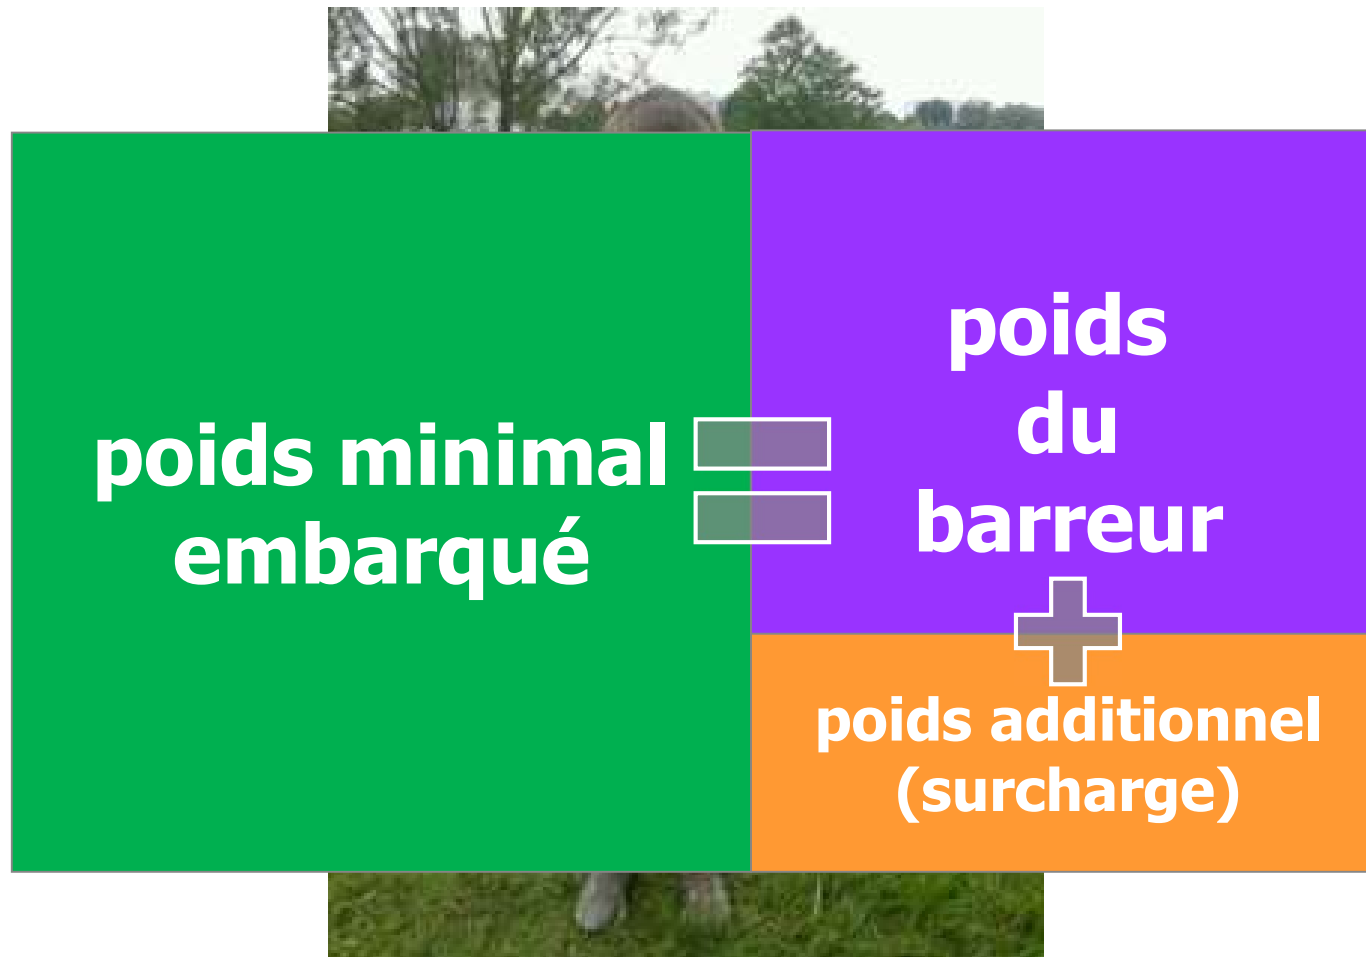 poids minimal
embarqué
poids
du
barreur
poids additionnel
(surcharge)